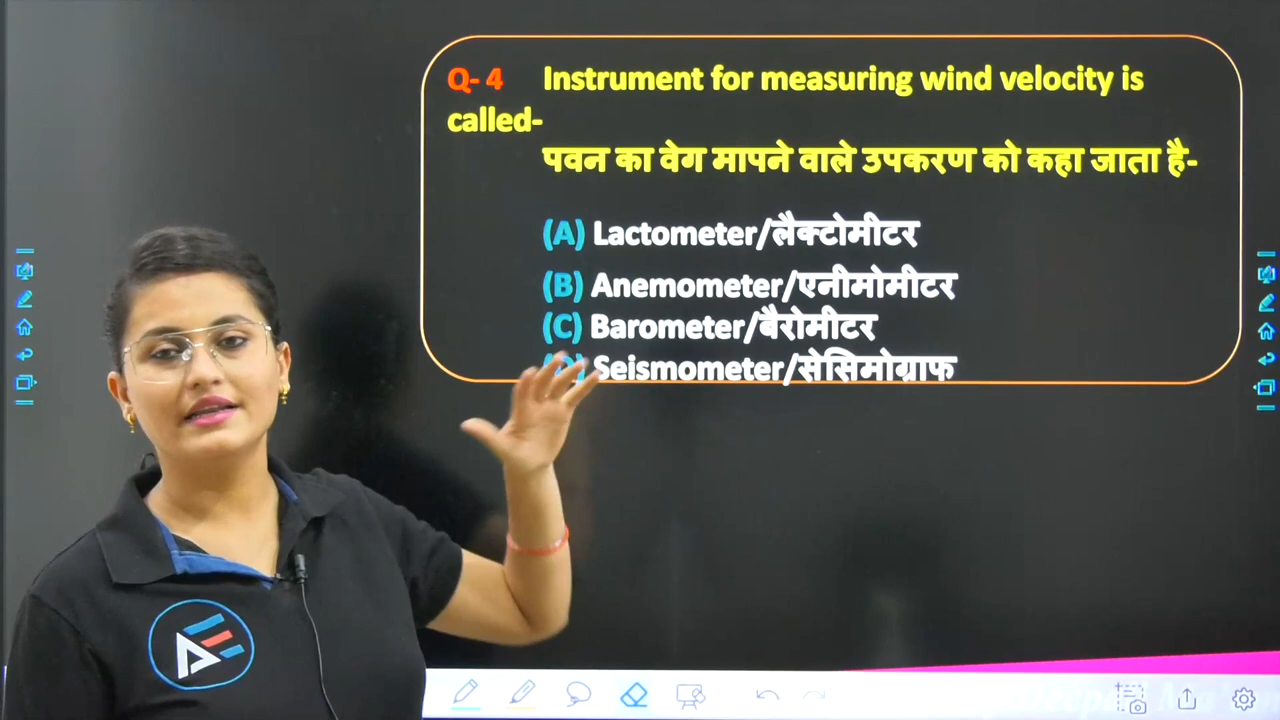 Q- 4 Instrument for measuring wind velocity is
called-
पवन का वेग मापने वाले उपकरण को कहा जाता है-
(A) Lactometer/लैक्टोमीटर
(B) Anemometer/एनीमोमीटर
(C) Barometer/बैरोमीटर
Seismometer/सेसिमोग्राफ